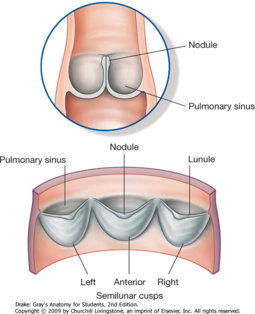 Nodule
Pulmonary sinus
Nodule
Pulmonary sinus
Lunule
Left
Anterior
Right
Semilunar cusps
Drake: Gray's Anatomy for Students, 2nd Edition.
Copyright © 2009 by Churchill Livingstone, an imprint of Elsevier, Inc. All rights reserved.